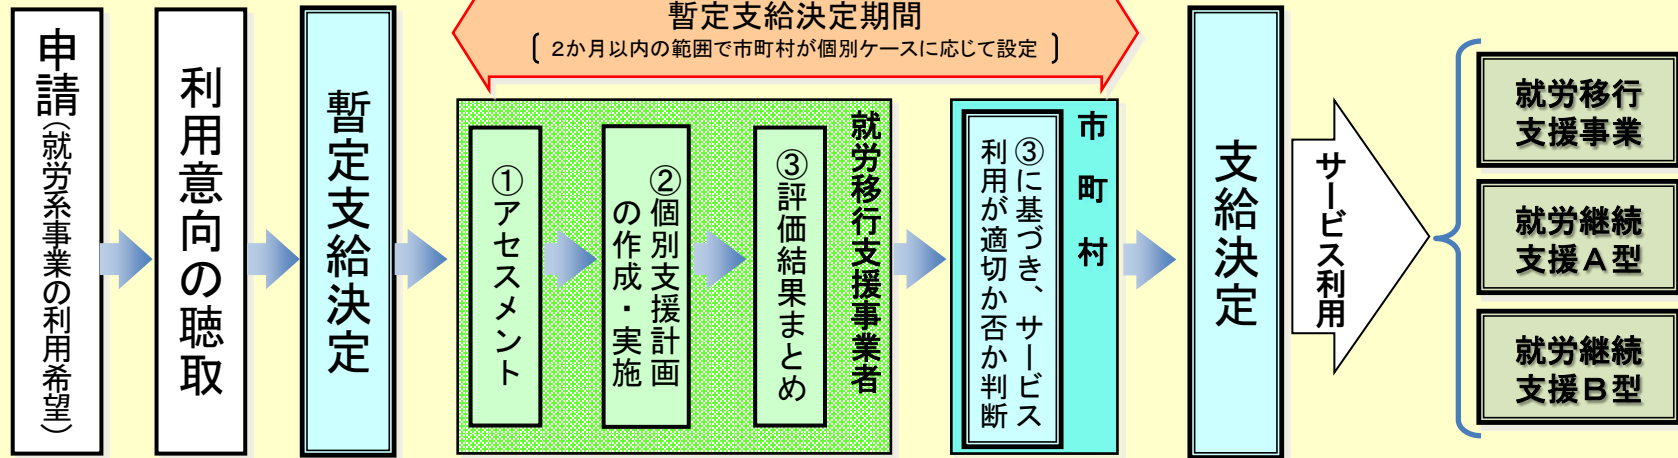 申請(就労系事業の利用希望)
利用意向の聴取
暫定支給決定
暫定支給決定期間
〔 2か月以内の範囲で市町村が個別ケースに応じて設定 〕
就労移行支援事業者
①アセスメント
②個別支援計画
の作成・実施
③評価結果まとめ
市町村
③に基づき、サービス
利用が適切か否か判断
支給決定
サービス利用
就労移行
支援事業
就労継続
支援A型
就労継続
支援B型